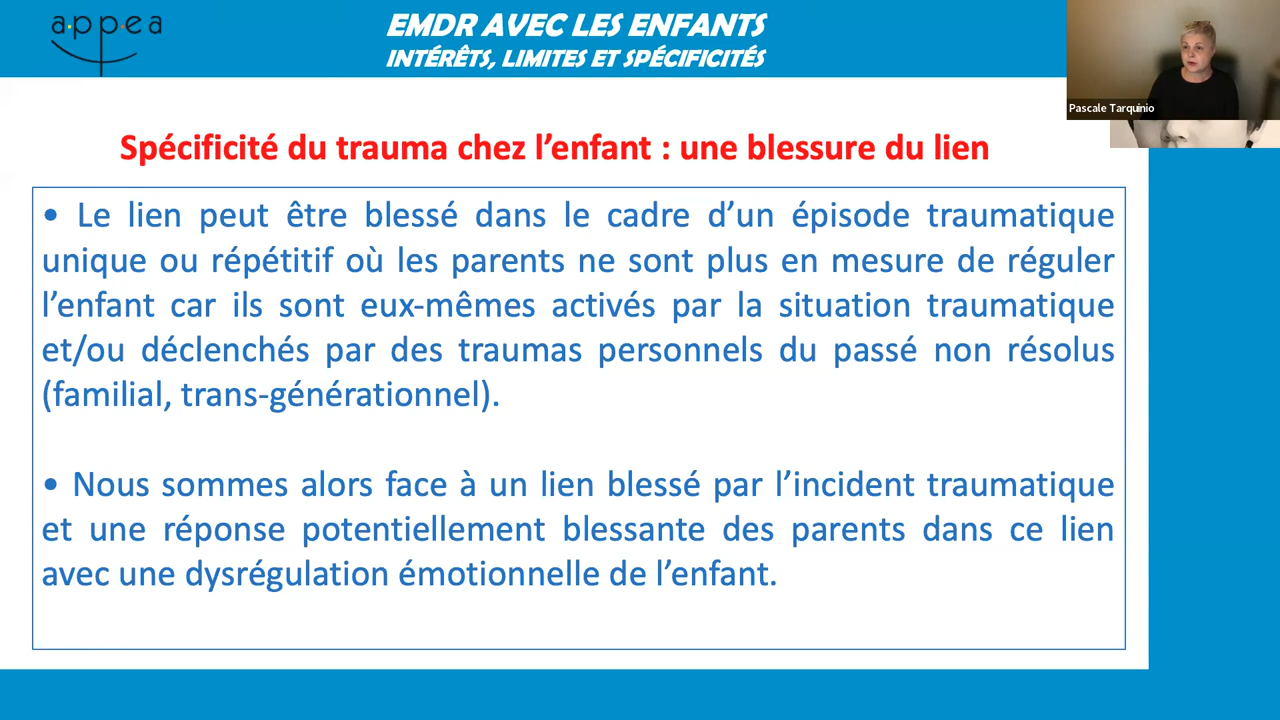 appea
EMDR AVEC LES ENFANTS
INTÉRÊTS, LIMITES ET SPÉCIFICITÉS
Pascale Tarquinio
Spécificité du trauma chez l’enfant : une blessure du lien
• Le lien peut être blessé dans le cadre d’un épisode traumatique
unique ou répétitif où les parents ne sont plus en mesure de réguler
l’enfant car ils sont eux-mêmes activés par la situation traumatique
et/ou déclenchés par des traumas personnels du passé non résolus
(familial, trans-générationnel).
• Nous sommes alors face à un lien blessé par l’incident traumatique
et une réponse potentiellement blessante des parents dans ce lien
avec une dysrégulation émotionnelle de l’enfant.